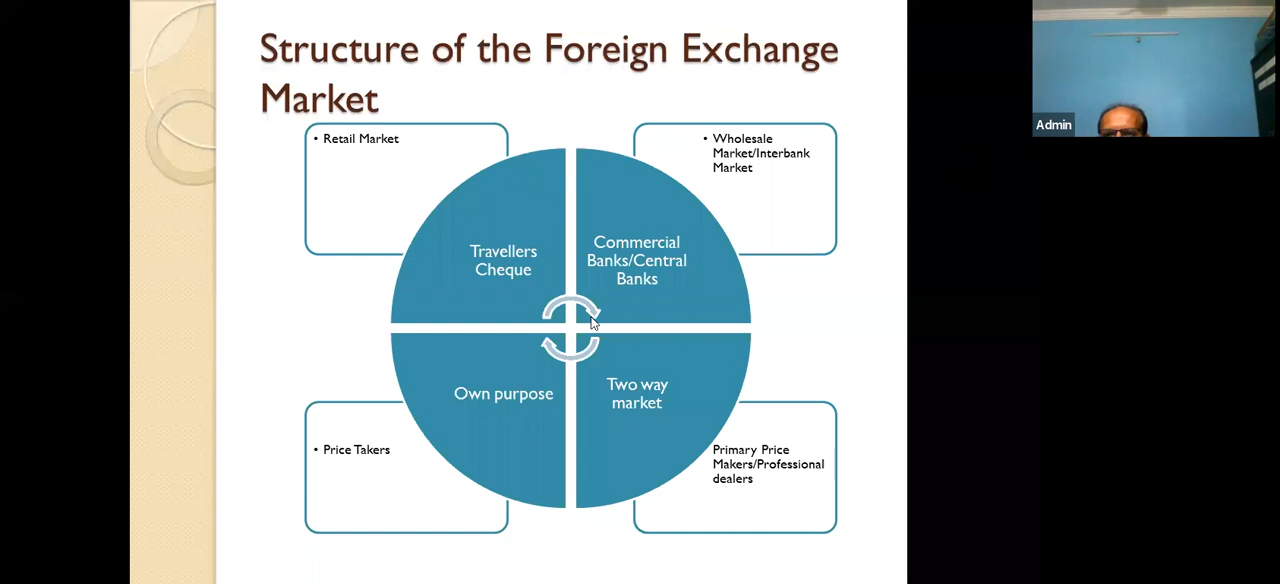 Structure of the Foreign Exchange
Market
• Retail Market
• Wholesale
Market/Interbank
Market
Travellers
Cheque
Commercial
Banks/Central
Banks
Own purpose
Two way
market
• Price Takers
Primary Price
Makers/Professional
dealers
Admin